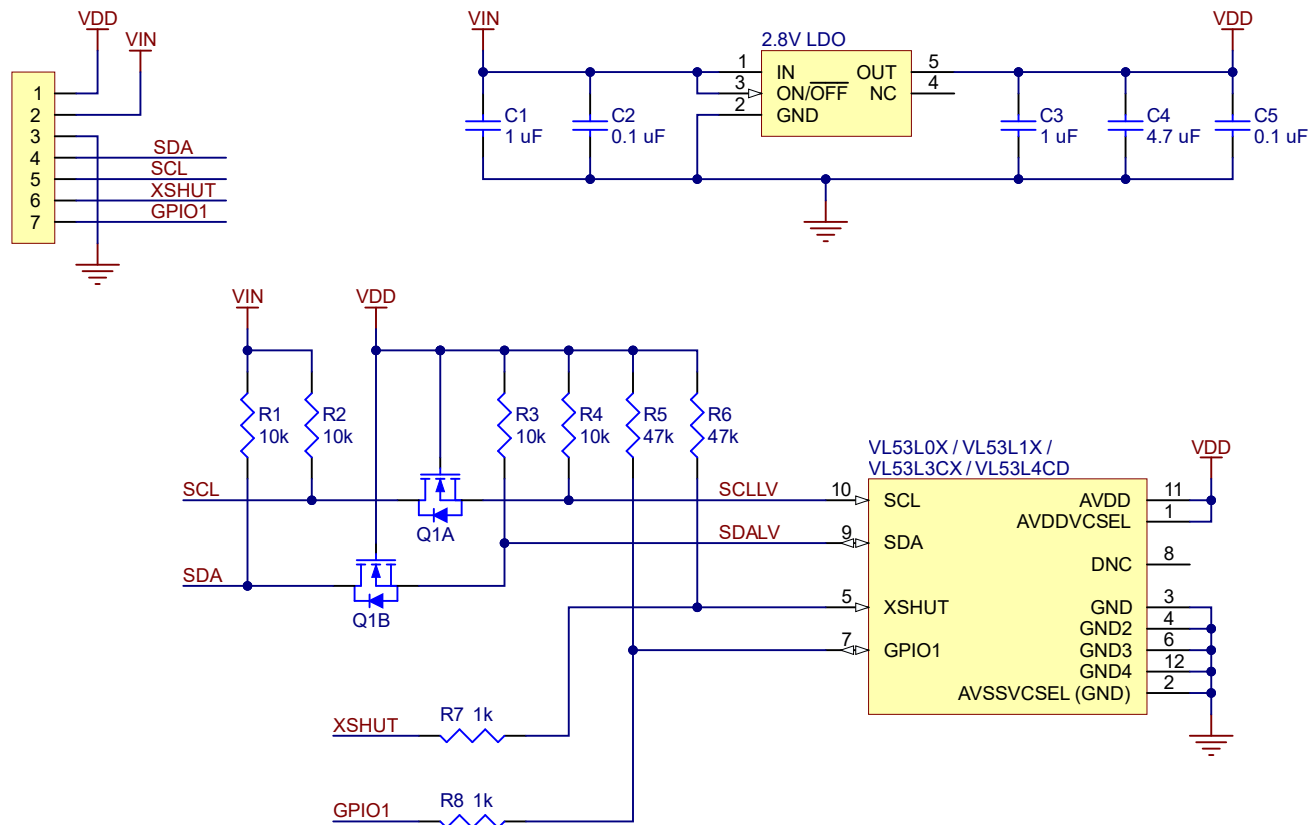 VDD
VIN
1
2
3
4
5
6
7
SDA
SCL
XSHUT
GPIO1
VIN
VDD
2.8V LDO
1
3
2
IN
ON/OFF
GND
OUT
NC
5
4
C1
1 uF
C2
0.1 uF
C3
1 uF
C4
4.7 uF
C5
0.1 uF
VIN
VDD
R1
10k
R2
10k
R3
10k
R4
10k
R5
47k
R6
47k
SCL
Q1A
SCLLV
SDA
Q1B
SDALV
VL53L0X / VL53L1X /
VL53L3CX / VL53L4CD
VDD
10
SCL
9
SDA
5
XSHUT
7
GPIO1
AVDD
11
AVDDVCSEL
1
DNC
8
GND
3
GND2
4
GND3
6
GND4
12
AVSSVCSEL (GND)
2
XSHUT
R7 1k
GPIO1
R8 1k